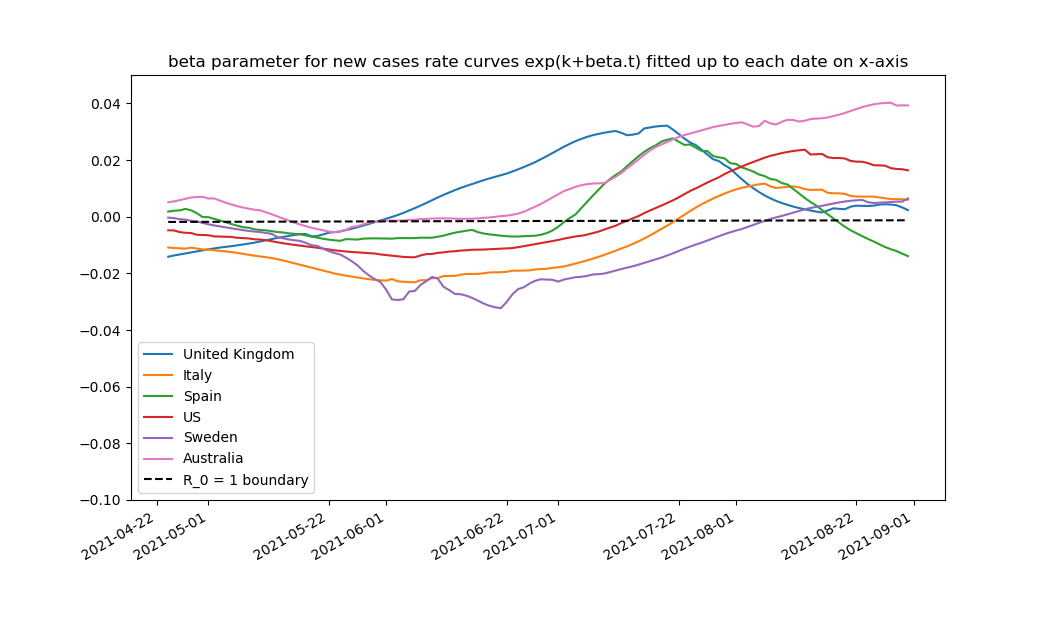 beta parameter for new cases rate curves exp(k+beta.t) fitted up to each date on x-axis
0.04
0.02
0.00
−0.02
−0.04
−0.06
−0.08
−0.10
United Kingdom
Italy
Spain
US
Sweden
Australia
R_0 = 1 boundary
2021-04-22
2021-05-01
2021-05-22
2021-06-01
2021-06-22
2021-07-01
2021-07-22
2021-08-01
2021-08-22
2021-09-01